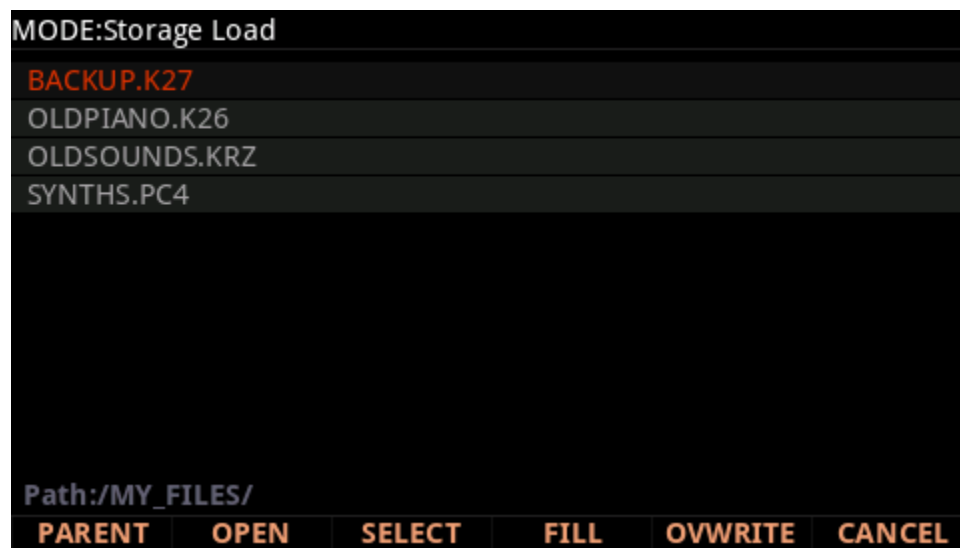 MODE:Storage Load
BACKUP.K27
OLDPIANO.K26
OLDSOUNDS.KRZ
SYNTHS.PC4
Path:/MY_FILES/
PARENT OPEN SELECT FILL OVWRITE CANCEL